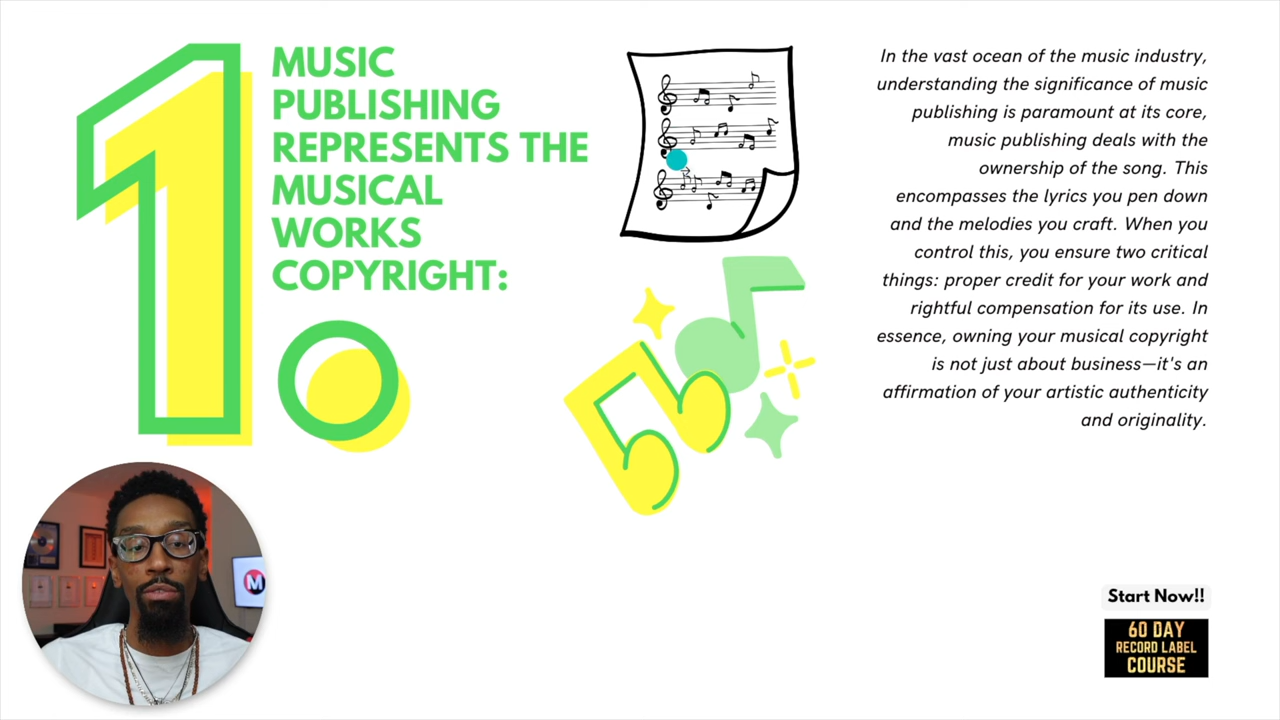 1.
MUSIC
PUBLISHING
REPRESENTS THE
MUSICAL
WORKS
COPYRIGHT:
In the vast ocean of the music industry,
understanding the significance of music
publishing is paramount at its core,
music publishing deals with the
ownership of the song. This
encompasses the lyrics you pen down
and the melodies you craft. When you
control this, you ensure two critical
things: proper credit for your work and
rightful compensation for its use. In
essence, owning your musical copyright
is not just about business—it's an
affirmation of your artistic authenticity
and originality.
M
Start Now!!
60 DAY
RECORD LABEL
COURSE